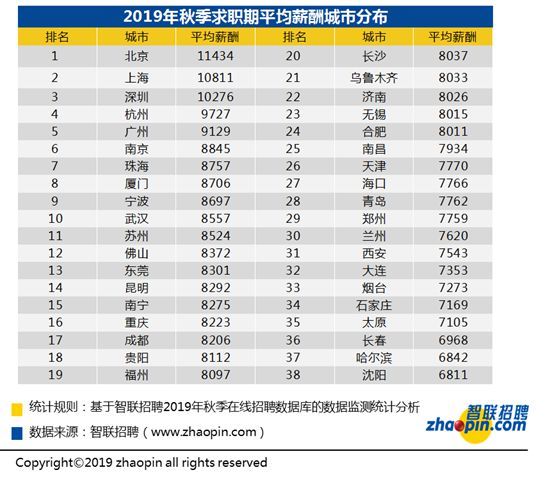 2019年秋季求职期平均薪酬城市分布
排名 城市 平均薪酬 排名 城市 平均薪酬
1 北京 11434 20 长沙 8037
2 上海 10811 21 乌鲁木齐 8033
3 深圳 10276 22 济南 8026
4 杭州 9727 23 无锡 8015
5 广州 9129 24 合肥 8011
6 南京 8845 25 南昌 7934
7 珠海 8757 26 天津 7770
8 厦门 8706 27 海口 7766
9 宁波 8697 28 青岛 7762
10 武汉 8557 29 郑州 7759
11 苏州 8524 30 兰州 7620
12 佛山 8372 31 西安 7543
13 东莞 8301 32 大连 7353
14 昆明 8292 33 烟台 7273
15 南宁 8275 34 石家庄 7169
16 重庆 8223 35 太原 7105
17 成都 8206 36 长春 6968
18 贵阳 8112 37 哈尔滨 6842
19 福州 8097 38 沈阳 6811
统计规则：基于智联招聘2019年秋季在线招聘数据库的数据监测统计分析
数据来源：智联招聘（www.zhaopin.com）
智联招聘
zhaopin.com
Copyright©2019 zhaopin all rights reserved